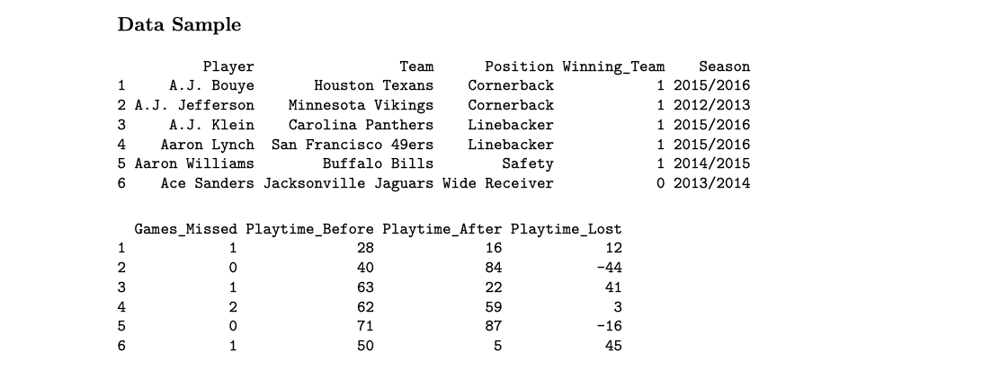 Data Sample
Player Team Position Winning_Team Season
1 A.J. Bouye Houston Texans Cornerback 1 2015/2016
2 A.J. Jefferson Minnesota Vikings Cornerback 1 2012/2013
3 A.J. Klein Carolina Panthers Linebacker 1 2015/2016
4 Aaron Lynch San Francisco 49ers Linebacker 1 2015/2016
5 Aaron Williams Buffalo Bills Safety 1 2014/2015
6 Ace Sanders Jacksonville Jaguars Wide Receiver 0 2013/2014
Games_Missed Playtime_Before Playtime_After Playtime_Lost
1 1 28 16 12
2 0 40 84 -44
3 1 63 22 41
4 2 62 59 3
5 0 71 87 -16
6 1 50 5 45